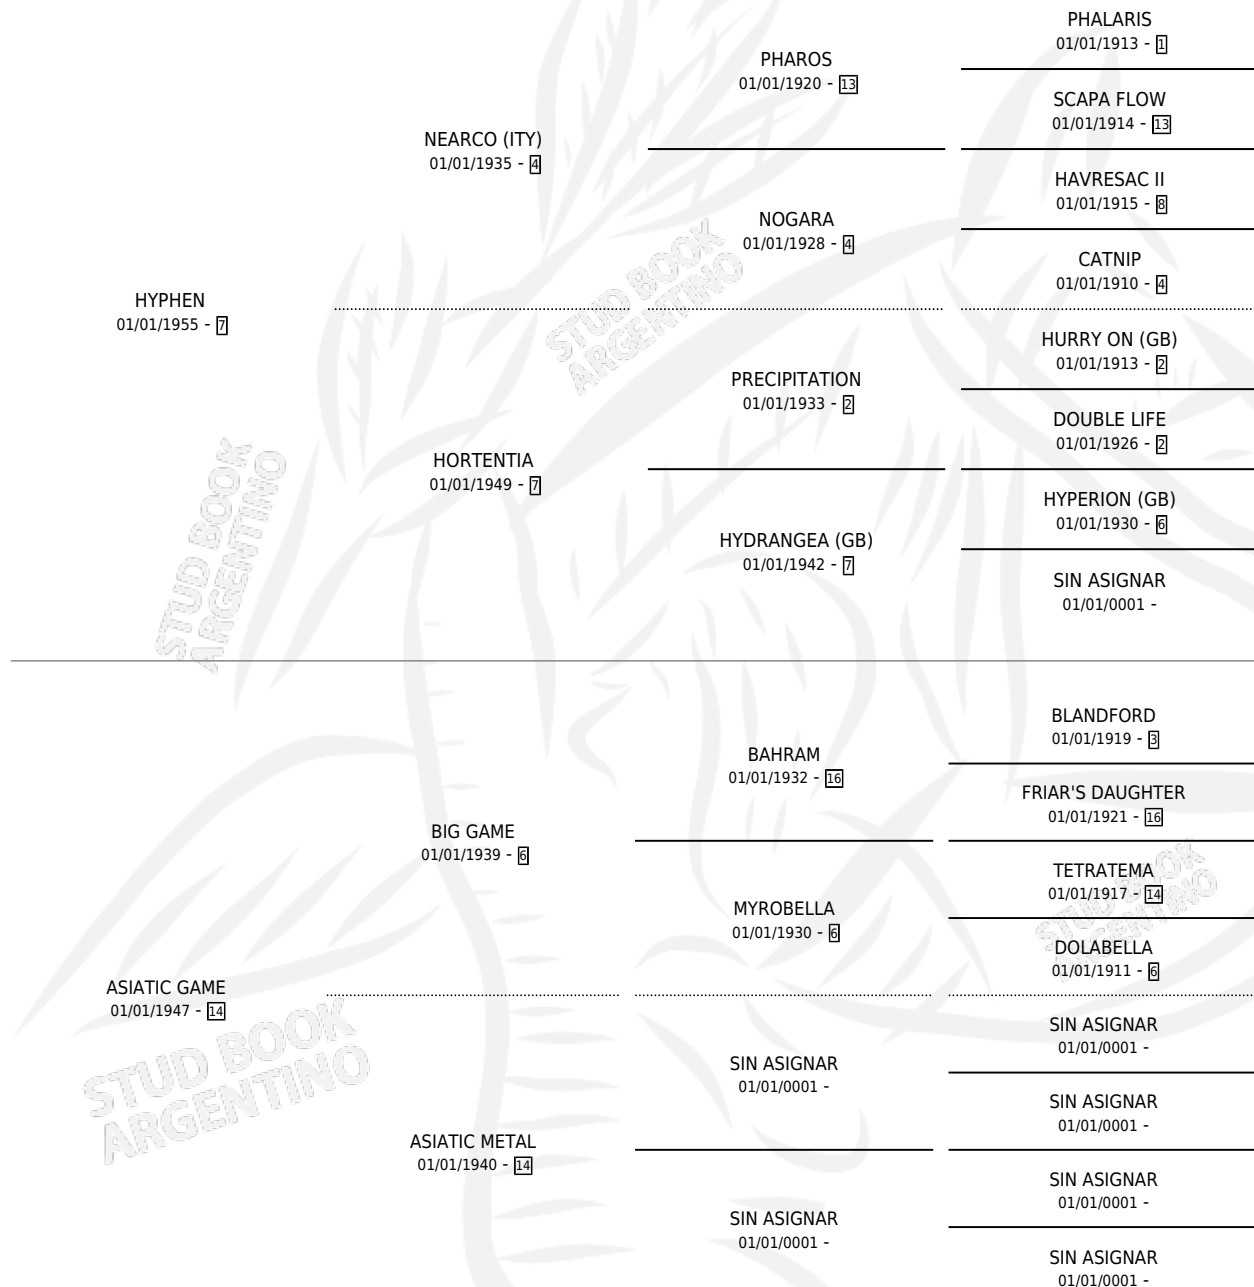 PHALARIS
01/01/1913 - 1
PHAROS
01/01/1920 - 13
SCAPA FLOW
01/01/1914 - 13
NEARCO (ITY)
01/01/1935 - 4
HAVRESAC II
01/01/1915 - 8
NOGARA
01/01/1928 - 4
CATNIP
01/01/1910 - 4
HYPHEN
01/01/1955 - 7
HURRY ON (GB)
01/01/1913 - 2
PRECIPITATION
01/01/1933 - 2
DOUBLE LIFE
01/01/1926 - 2
HORTENTIA
01/01/1949 - 7
HYPERION (GB)
01/01/1930 - 6
HYDRANGEA (GB)
01/01/1942 - 7
SIN ASIGNAR
01/01/0001 -
BLANDFORD
01/01/1919 - 3
BAHRAM
01/01/1932 - 16
FRIAR'S DAUGHTER
01/01/1921 - 16
BIG GAME
01/01/1939 - 6
TETRATEMA
01/01/1917 - 14
MYROBELLA
01/01/1930 - 6
DOLABELLA
01/01/1911 - 6
ASIATIC GAME
01/01/1947 - 14
SIN ASIGNAR
01/01/0001 -
SIN ASIGNAR
01/01/0001 -
SIN ASIGNAR
01/01/0001 -
ASIATIC METAL
01/01/1940 - 14
SIN ASIGNAR
01/01/0001 -
SIN ASIGNAR
01/01/0001 -
SIN ASIGNAR
01/01/0001 -
STUD BOOK
ARGENTINO
STUD BOOK
ARGENTINO
STUD BOOK
ARGENTINO
STUD BOOK
ARGENTINO